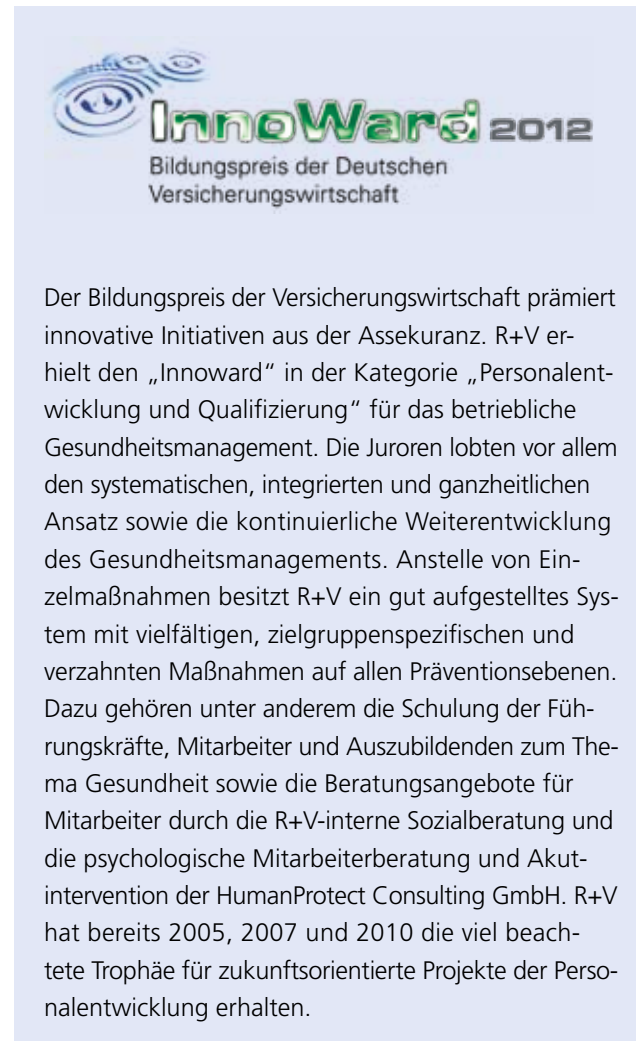 InnoWard 2012
Bildungspreis der Deutschen
Versicherungswirtschaft
Der Bildungspreis der Versicherungswirtschaft prämiert
innovative Initiativen aus der Assekuranz. R+V er-
hielt den „Innoward“ in der Kategorie „Personalent-
wicklung und Qualifizierung“ für das betriebliche
Gesundheitsmanagement. Die Juroren lobten vor allem
den systematischen, integrierten und ganzheitlichen
Ansatz sowie die kontinuierliche Weiterentwicklung
des Gesundheitsmanagements. Anstelle von Ein-
zelmaßnahmen besitzt R+V ein gut aufgestelltes Sys-
tem mit vielfältigen, zielgruppenspezifischen und
verzahnten Maßnahmen auf allen Präventionsebenen.
Dazu gehören unter anderem die Schulung der Füh-
rungskräfte, Mitarbeiter und Auszubildenden zum The-
ma Gesundheit sowie die Beratungsangebote für
Mitarbeiter durch die R+V-interne Sozialberatung und
die psychologische Mitarbeiterberatung und Akut-
intervention der HumanProtect Consulting GmbH. R+V
hat bereits 2005, 2007 und 2010 die viel beach-
tete Trophäe für zukunftsorientierte Projekte der Perso-
nalentwicklung erhalten.